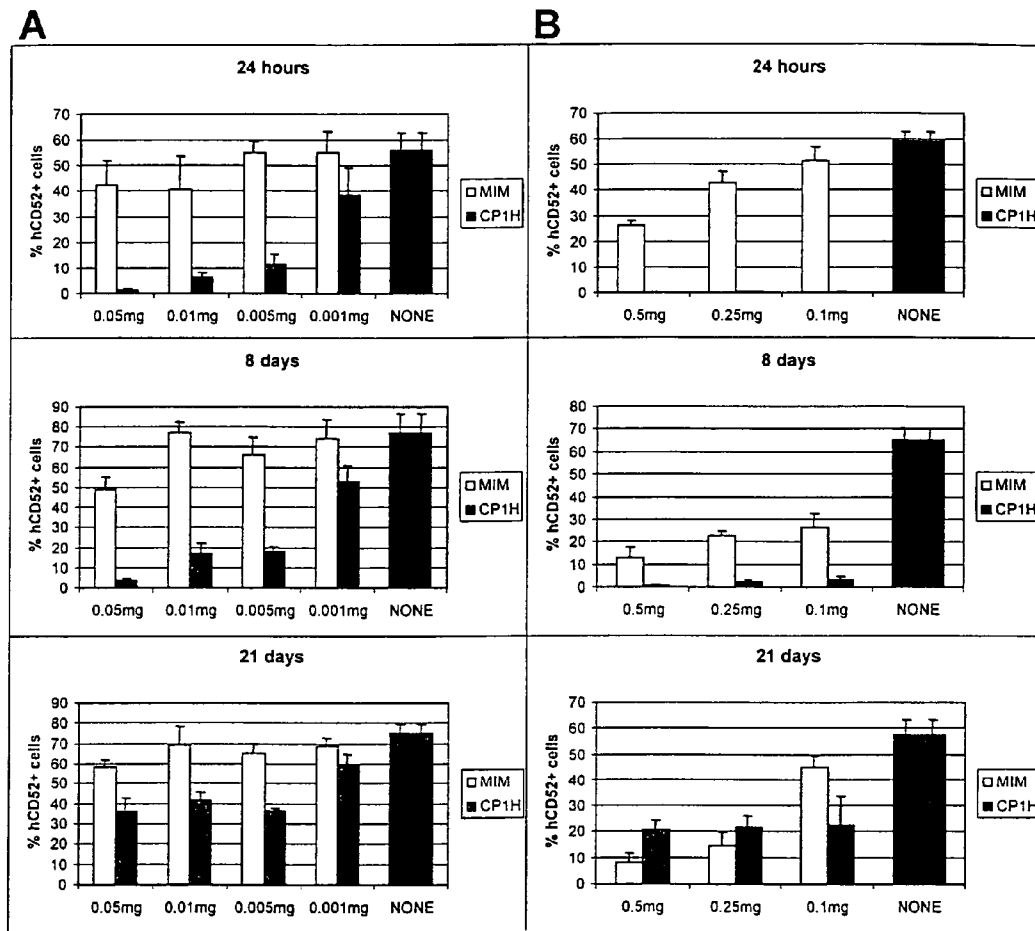 A
B
24 hours
% hCD52+ cells
70
60
50
40
30
20
10
0
0.05mg
0.01mg
0.005mg
0.001mg
NONE
MIM
CP1H
24 hours
% hCD52+ cells
70
60
50
40
30
20
10
0
0.5mg
0.25mg
0.1mg
NONE
MIM
CP1H
8 days
% hCD52+ cells
90
80
70
60
50
40
30
20
10
0
0.05mg
0.01mg
0.005mg
0.001mg
NONE
MIM
CP1H
8 days
% hCD52+ cells
80
70
60
50
40
30
20
10
0
0.5mg
0.25mg
0.1mg
NONE
MIM
CP1H
21 days
% hCD52+ cells
90
80
70
60
50
40
30
20
10
0
0.05mg
0.01mg
0.005mg
0.001mg
NONE
MIM
CP1H
21 days
% hCD52+ cells
70
60
50
40
30
20
10
0
0.5mg
0.25mg
0.1mg
NONE
MIM
CP1H